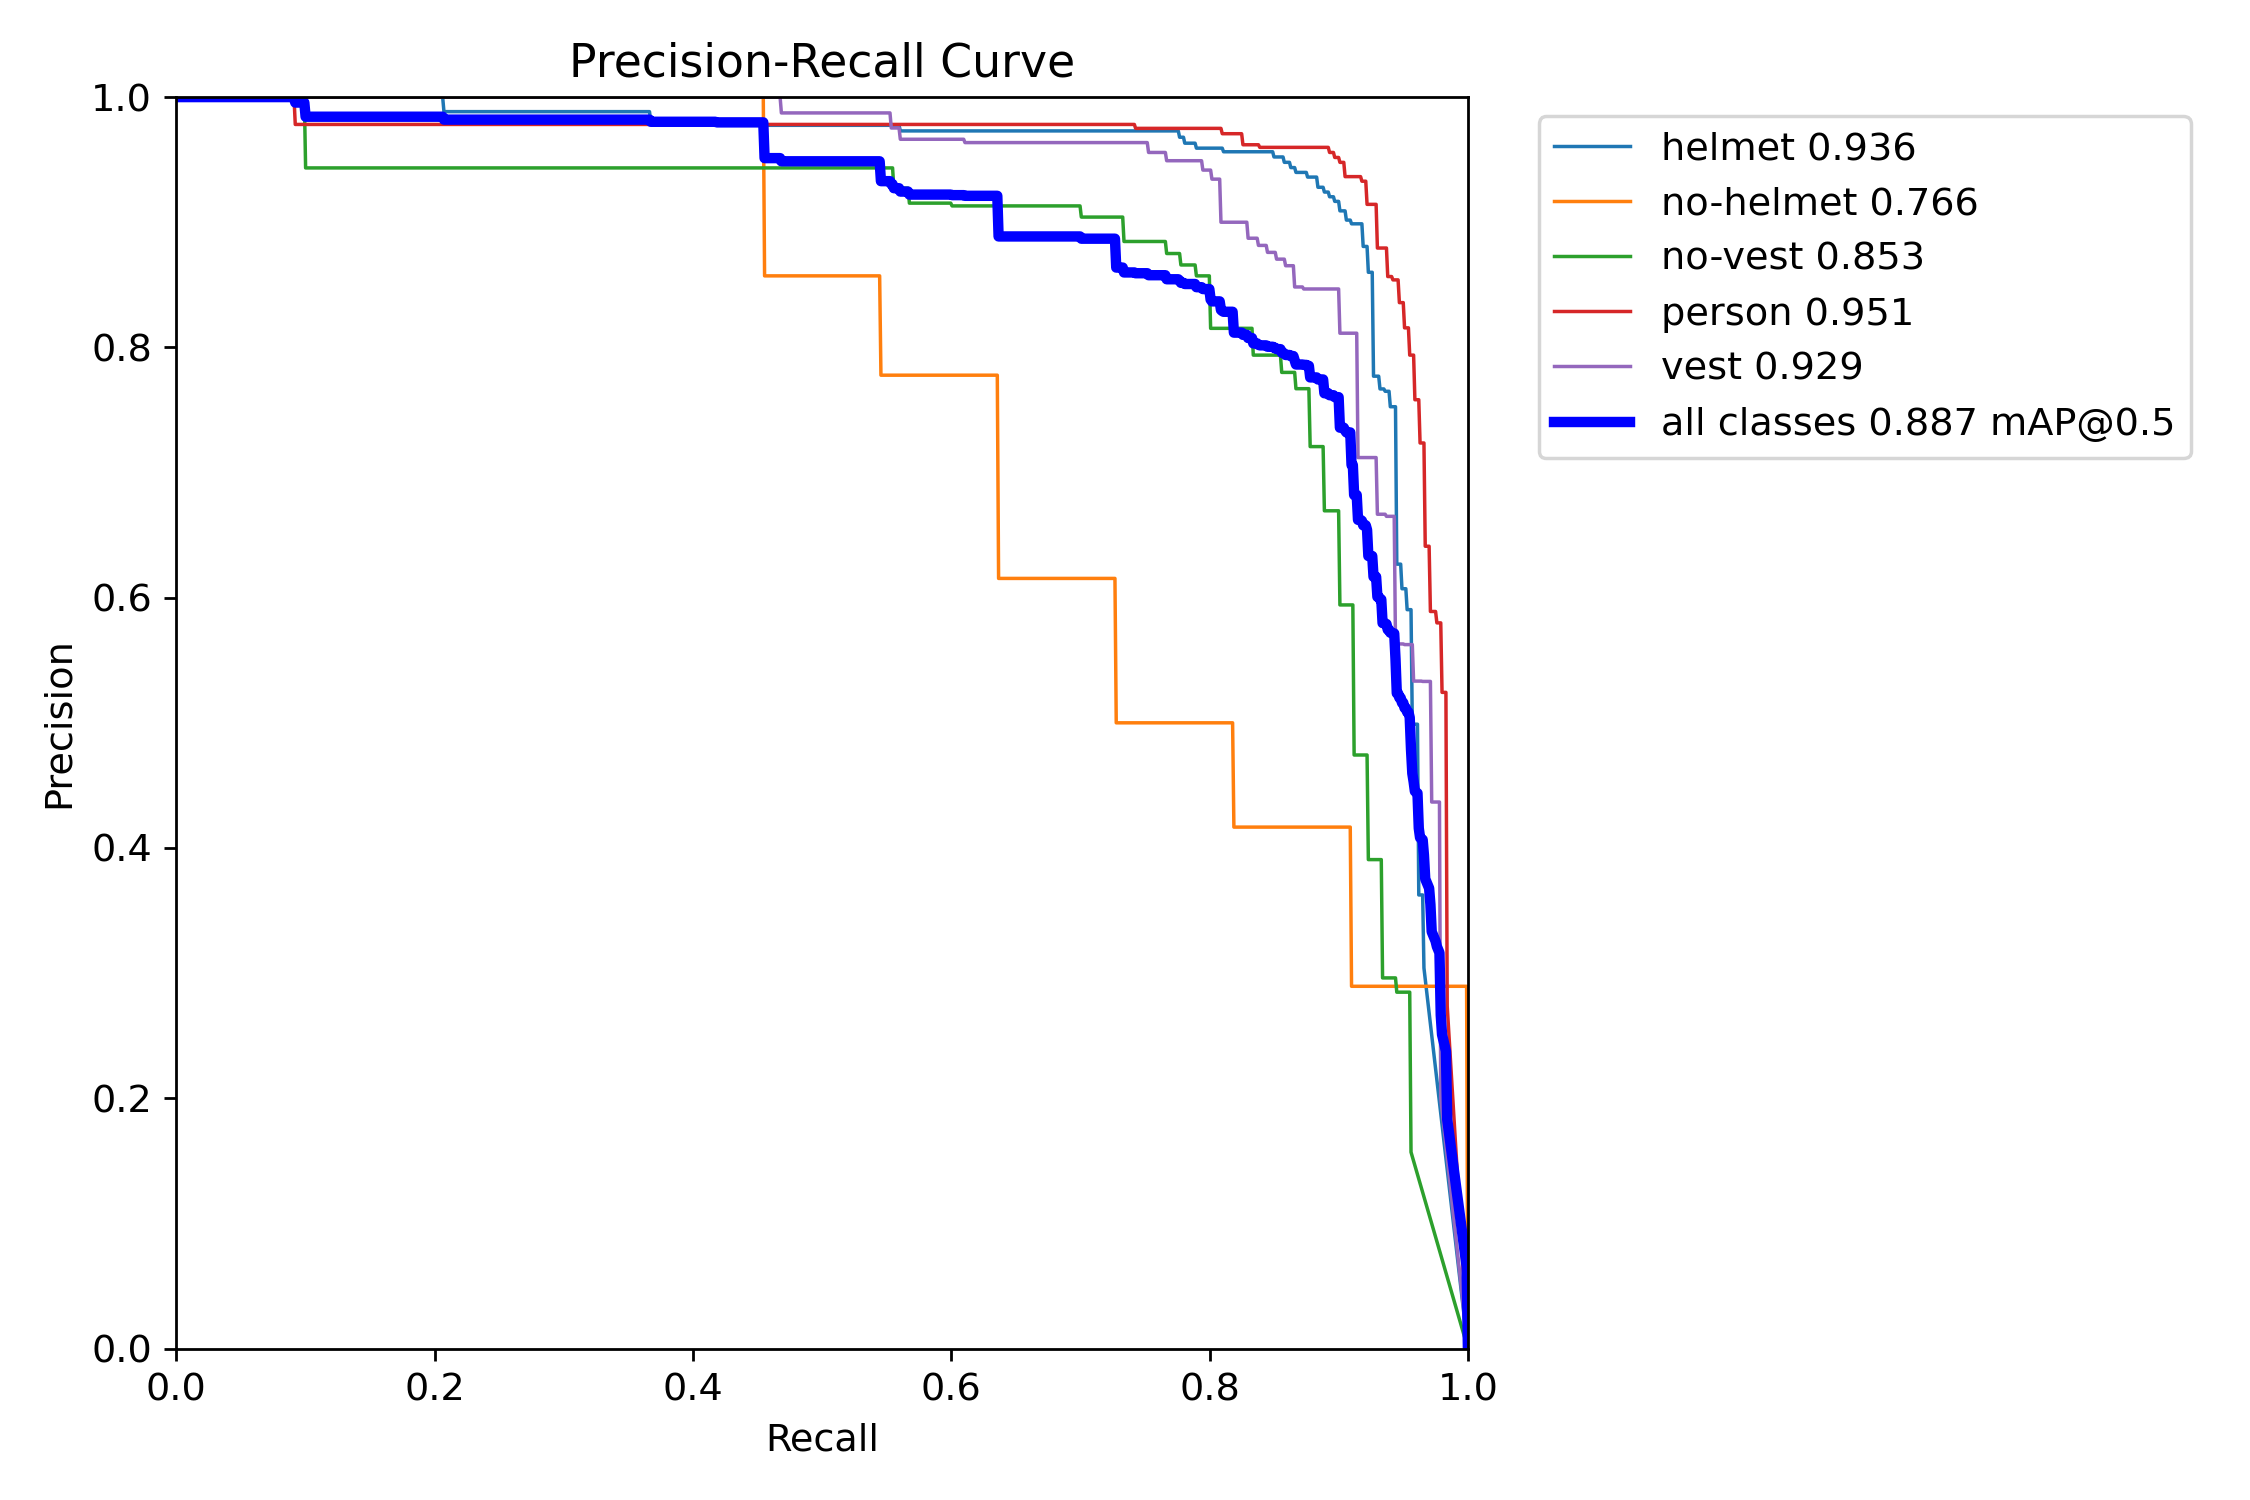 Precision-Recall Curve
1.0
0.8
0.6
0.4
0.2
0.0
Precision
0.0 0.2 0.4 0.6 0.8 1.0
Recall
helmet 0.936
no-helmet 0.766
no-vest 0.853
person 0.951
vest 0.929
all classes 0.887 mAP@0.5